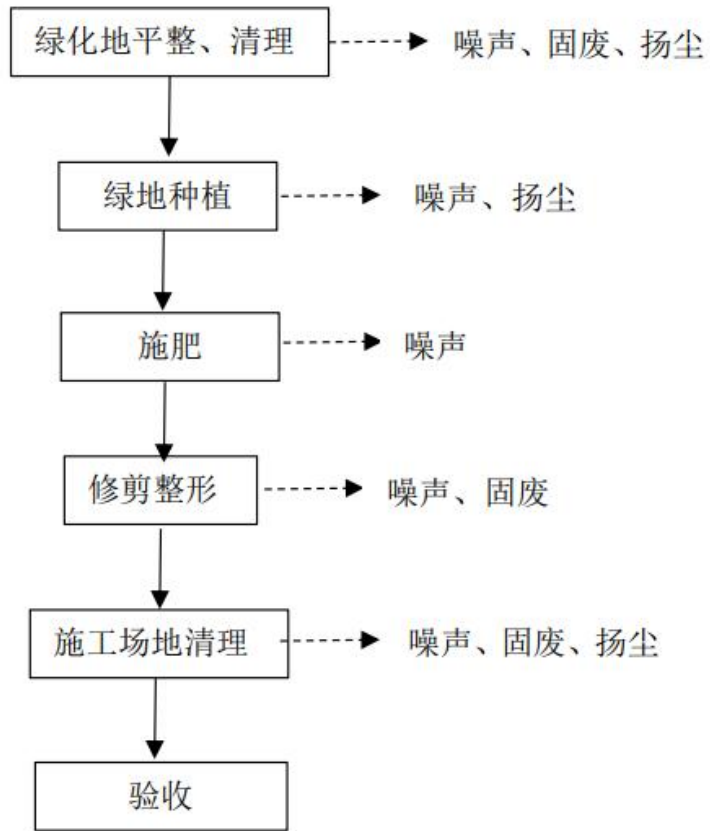 绿化地平整、清理
噪声、固废、扬尘
绿地种植
噪声、扬尘
施肥
噪声
修剪整形
噪声、固废
施工场地清理
噪声、固废、扬尘
验收